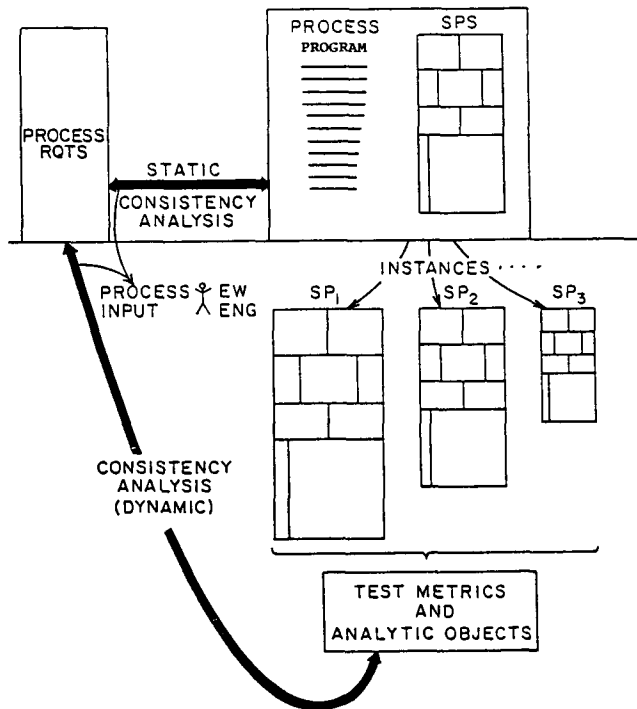 PROCESS
PROGRAM
SPS
PROCESS
RQTS
STATIC
CONSISTENCY
ANALYSIS
INSTANCES ....
PROCESS EW
INPUT ENG
SP1
SP2
SP3
CONSISTENCY
ANALYSIS
(DYNAMIC)
TEST METRICS
AND
ANALYTIC OBJECTS